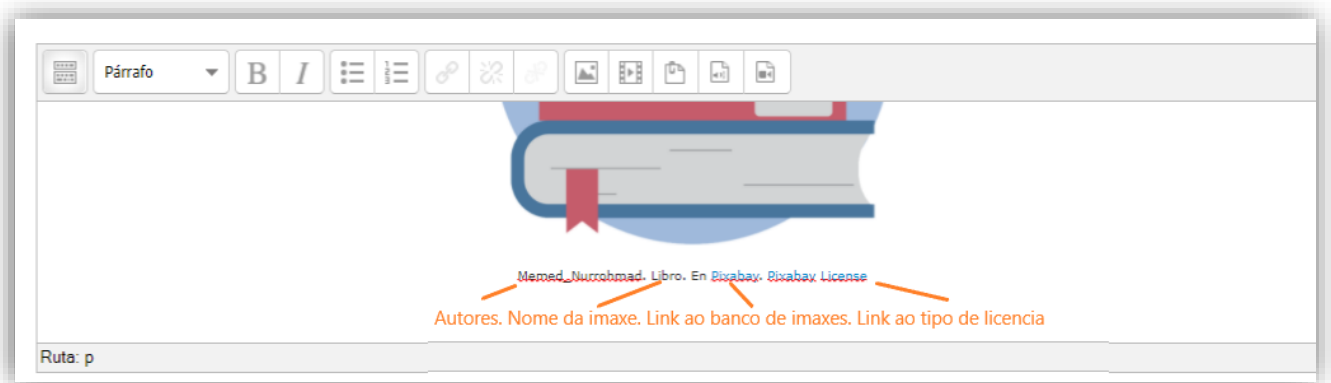 Párrafo
B I
Memed_Nurrohmad. Libro. En Pixabay. Pixabay License
Autores. Nome da imaxe. Link ao banco de imaxes. Link ao tipo de licencia
Ruta: p